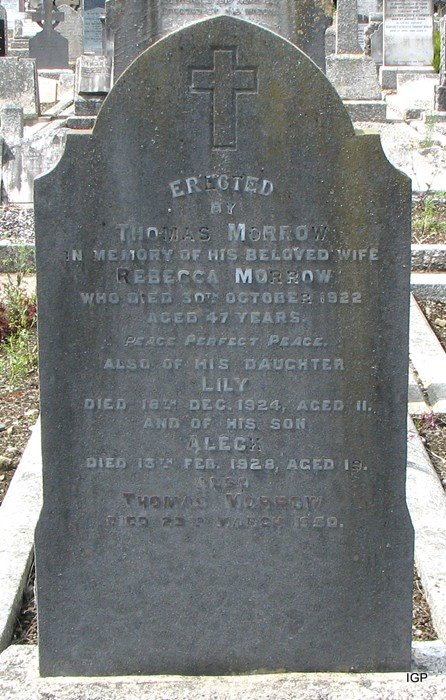 ERECTED
BY
THOMAS MORROW
IN MEMORY OF HIS BELOVED WIFE
REBECCA MORROW
WHO DIED 30TH OCTOBER 1922
AGED 47 YEARS.
PEACE PERFECT PEACE.
ALSO OF HIS DAUGHTER
LILY
DIED 18TH DEC. 1924, AGED 11.
AND OF HIS SON
ALECK
DIED 13TH FEB. 1928, AGED 19.
ALSO
THOMAS MORROW
DIED MARCH 1950.
IGP